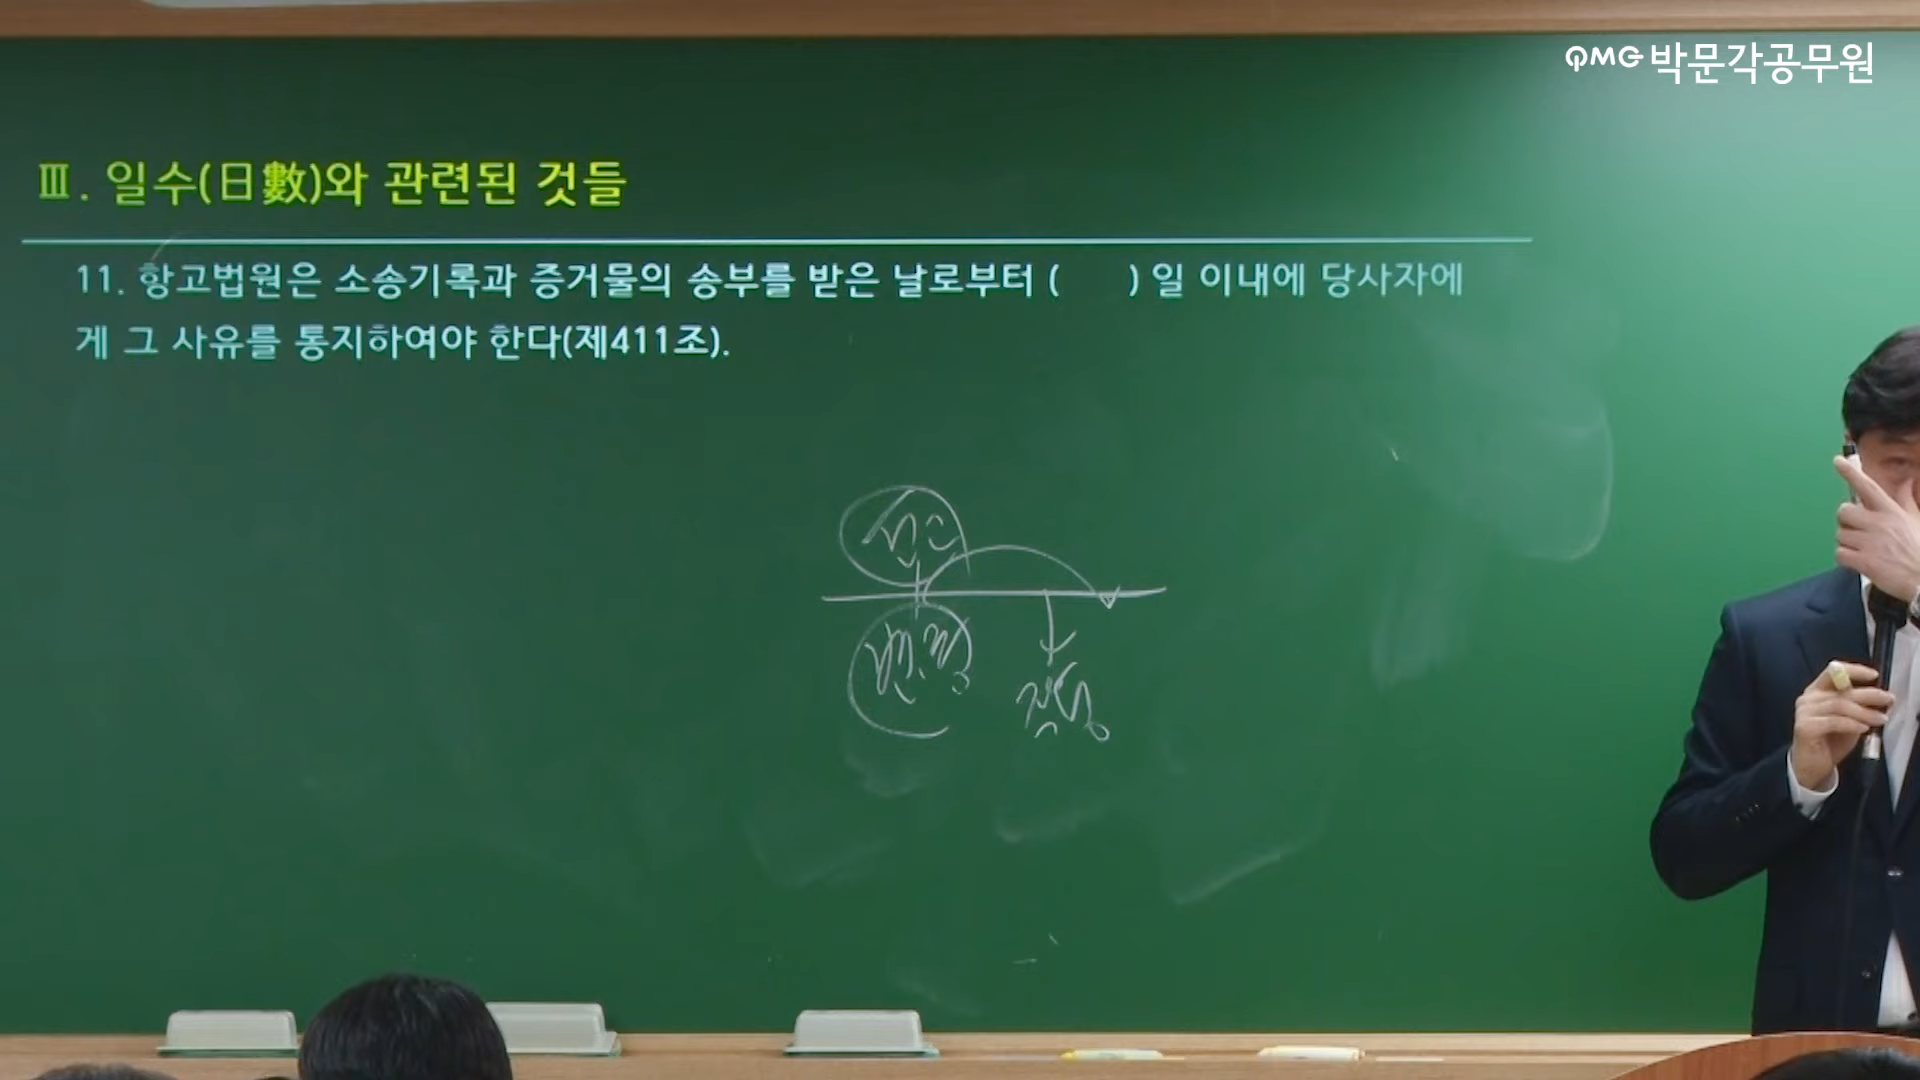 PMG 박문각공무원
Ⅲ. 일수(日數)와 관련된 것들
11. 항고법원은 소송기록과 증거물의 송부를 받은 날로부터 (      ) 일 이내에 당사자에
게 그 사유를 통지하여야 한다(제411조).